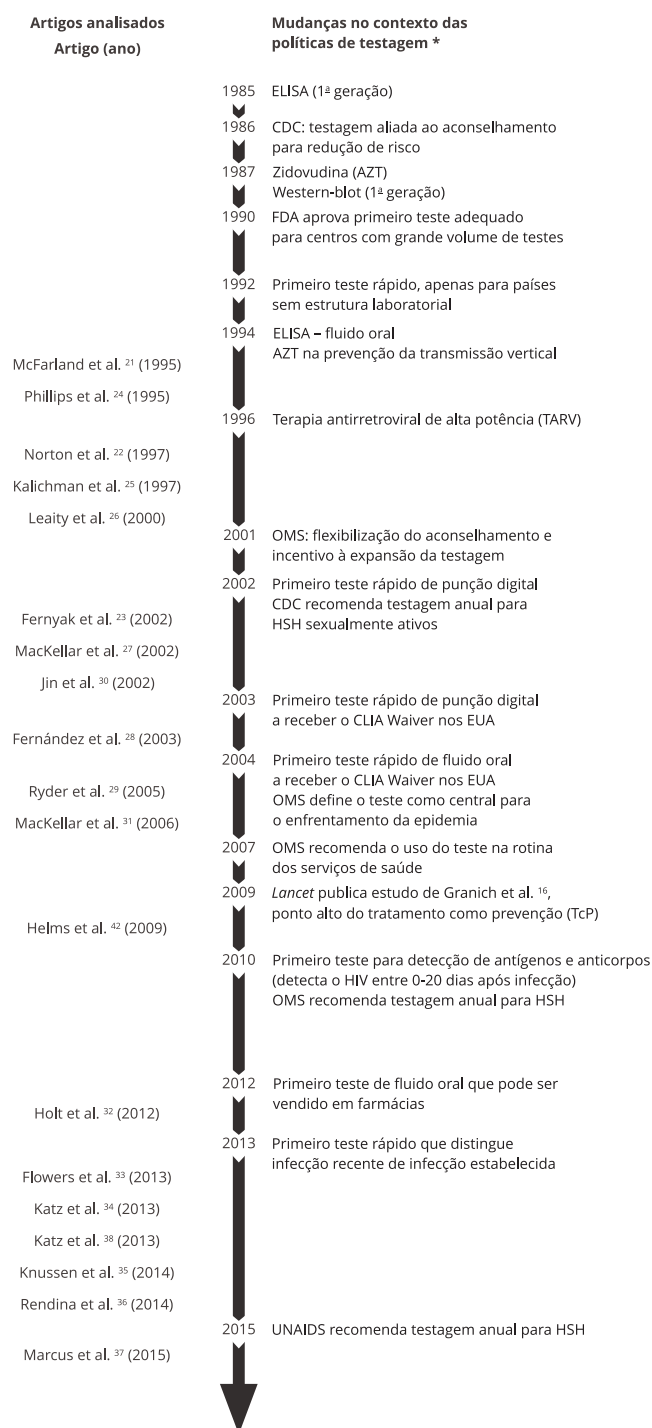 Artigos analisados
Artigo (ano)
Mudanças no contexto das
políticas de testagem *
1985 ELISA (1ª geração)
1986 CDC: testagem aliada ao aconselhamento
para redução de risco
1987 Zidovudina (AZT)
Western-blot (1ª geração)
1990 FDA aprova primeiro teste adequado
para centros com grande volume de testes
1992 Primeiro teste rápido, apenas para países
sem estrutura laboratorial
1994 ELISA – fluido oral
AZT na prevenção da transmissão vertical
McFarland et al. 21 (1995)
Phillips et al. 24 (1995)
1996 Terapia antirretroviral de alta potência (TARV)
Norton et al. 22 (1997)
Kalichman et al. 25 (1997)
Leaity et al. 26 (2000)
2001 OMS: flexibilização do aconselhamento e
incentivo à expansão da testagem
2002 Primeiro teste rápido de punção digital
CDC recomenda testagem anual para
HSH sexualmente ativos
Fernyak et al. 23 (2002)
MacKellar et al. 27 (2002)
Jin et al. 30 (2002)
2003 Primeiro teste rápido de punção digital
a receber o CLIA Waiver nos EUA
Fernández et al. 28 (2003)
2004 Primeiro teste rápido de fluido oral
a receber o CLIA Waiver nos EUA
OMS define o teste como central para
o enfrentamento da epidemia
Ryder et al. 29 (2005)
MacKellar et al. 31 (2006)
2007 OMS recomenda o uso do teste na rotina
dos serviços de saúde
2009 Lancet publica estudo de Granich et al. 16,
ponto alto do tratamento como prevenção (TcP)
Helms et al. 42 (2009)
2010 Primeiro teste para detecção de antígenos e anticorpos
(detecta o HIV entre 0-20 dias após infecção)
OMS recomenda testagem anual para HSH
2012 Primeiro teste de fluido oral que pode ser
vendido em farmácias
Holt et al. 32 (2012)
2013 Primeiro teste rápido que distingue
infecção recente de infecção estabelecida
Flowers et al. 33 (2013)
Katz et al. 34 (2013)
Katz et al. 38 (2013)
Knussen et al. 35 (2014)
Rendina et al. 36 (2014)
2015 UNAIDS recomenda testagem anual para HSH
Marcus et al. 37 (2015)